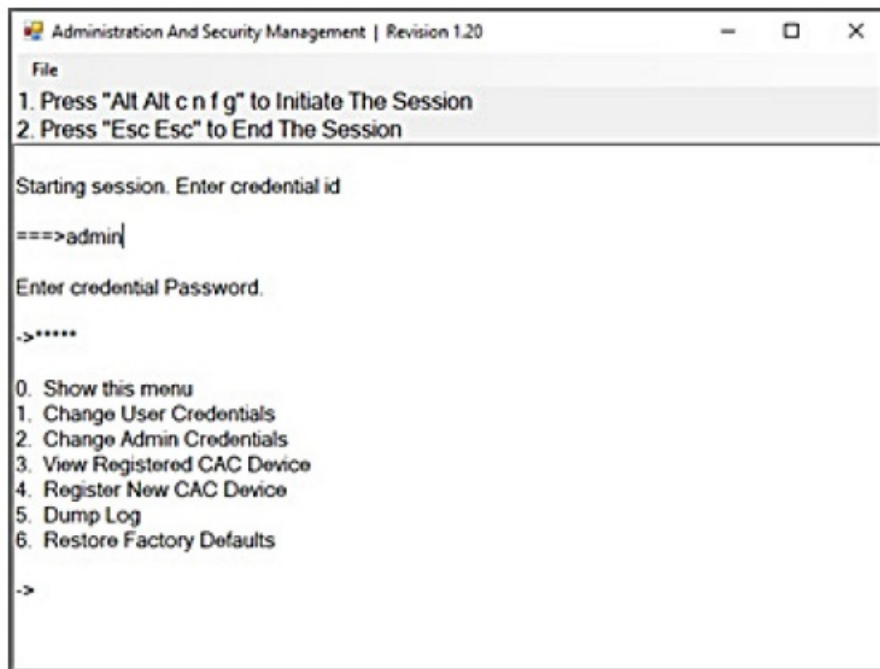 Administration And Security Management | Revision 1.20
File
1. Press "Alt Alt c n f g" to Initiate The Session
2. Press "Esc Esc" to End The Session
Starting session. Enter credential id
===>admin
Enter credential Password.
->*****
0. Show this menu
1. Change User Credentials
2. Change Admin Credentials
3. View Registered CAC Device
4. Register New CAC Device
5. Dump Log
6. Restore Factory Defaults
->